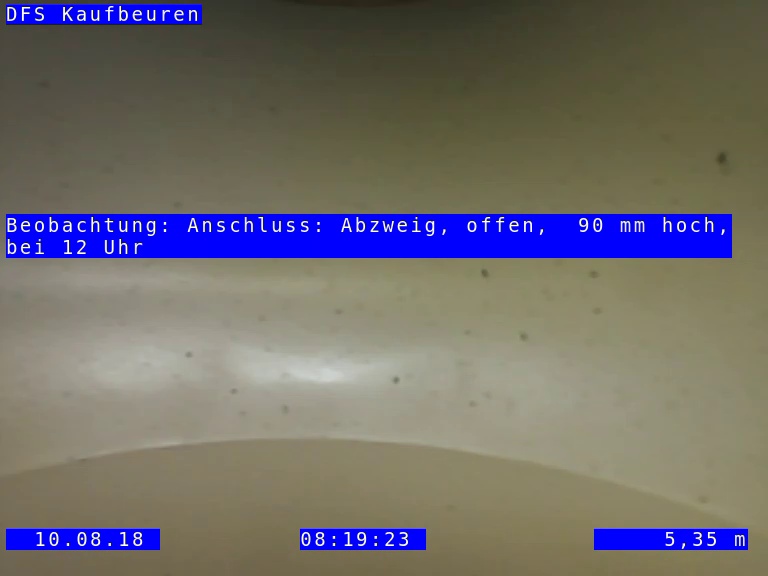 DFS Kaufbeuren
Beobachtung: Anschluss: Abzweig, offen,  90 mm hoch,
bei 12 Uhr
10.08.18
08:19:23
5,35 m